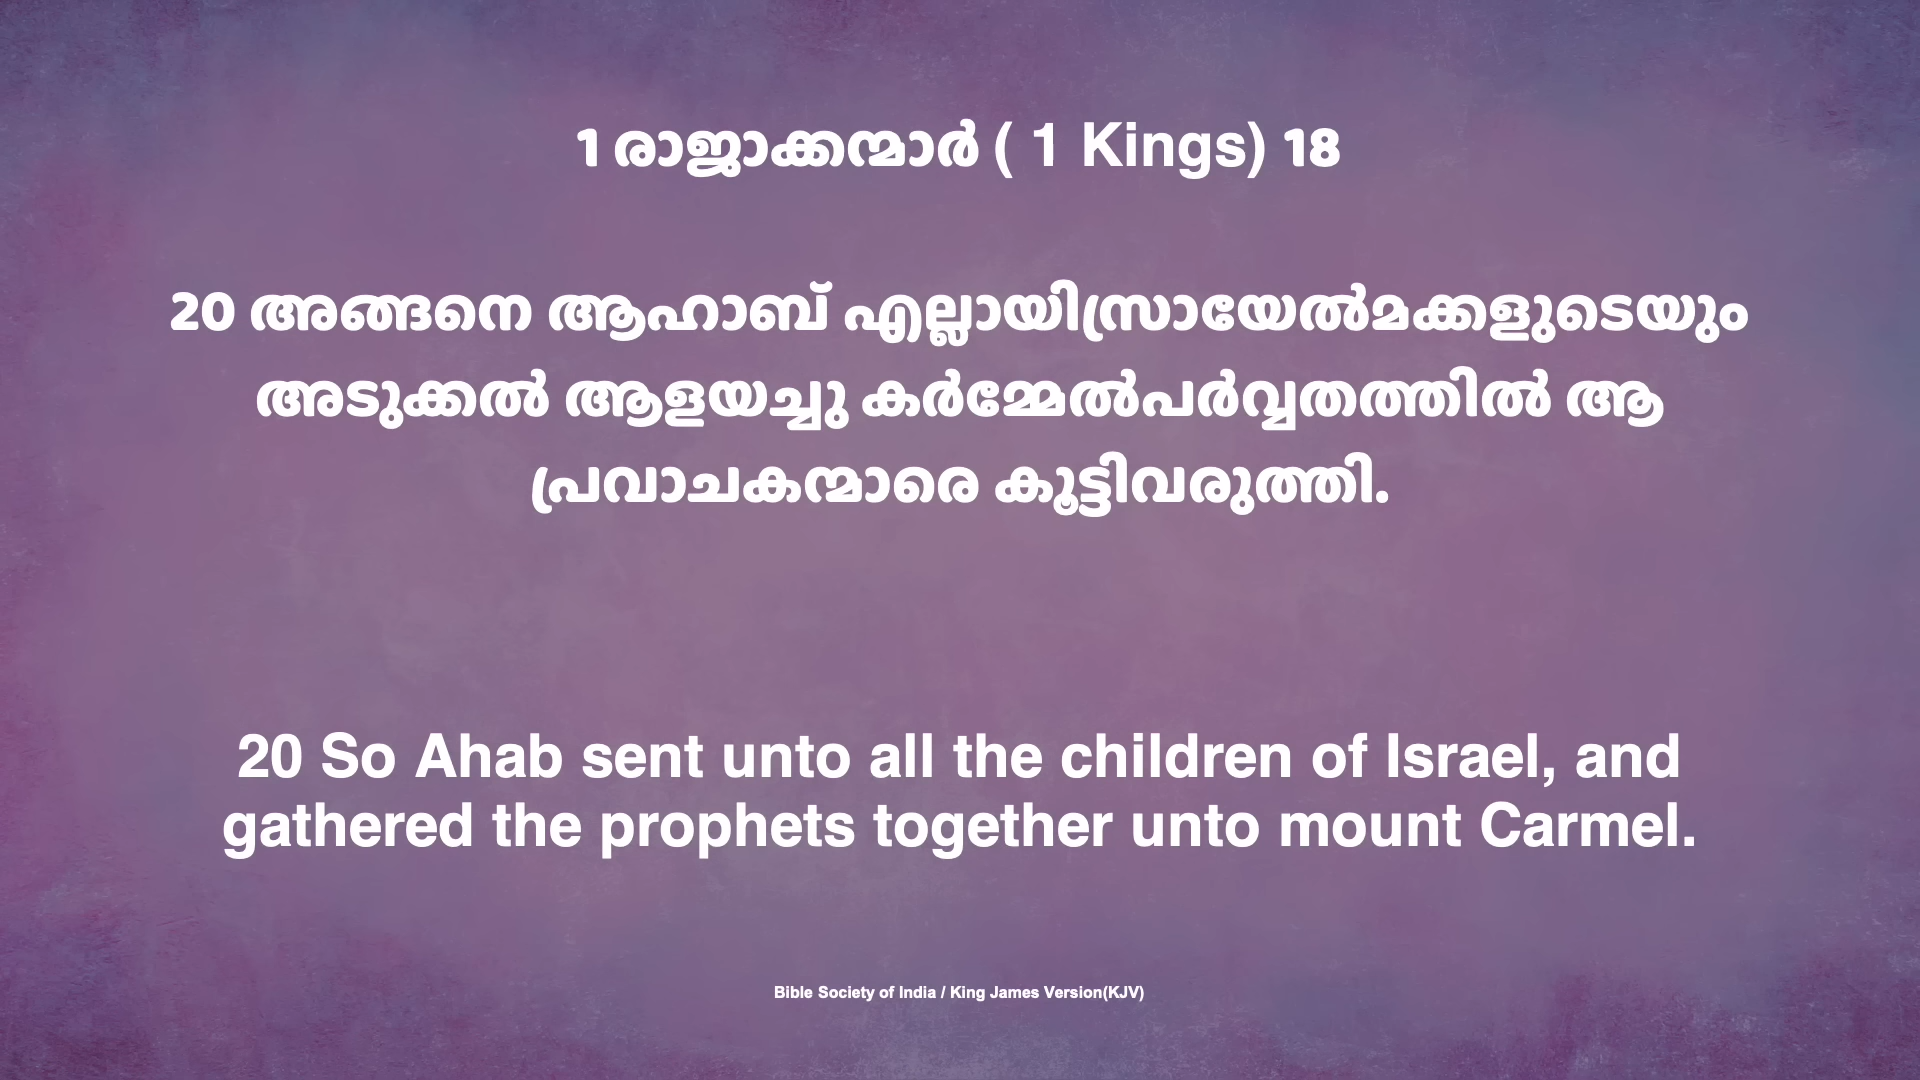 1 രാജാക്കന്മാർ ( 1 Kings) 18
20 അങ്ങനെ ആഹാബ് എല്ലായിസ്രായേൽമക്കളുടെയും
അടുക്കൽ ആളയച്ചു കർമ്മേൽപർവ്വതത്തിൽ ആ
പ്രവാചകന്മാരെ കൂട്ടിവരുത്തി.
20 So Ahab sent unto all the children of Israel, and
gathered the prophets together unto mount Carmel.
Bible Society of India / King James Version(KJV)